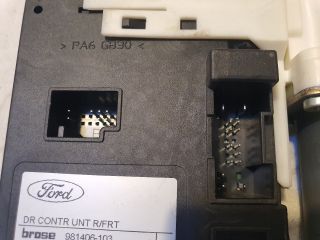 > PA6 GB30 <
Ford
DR CONTR UNT R/FRT
brose 981406-103